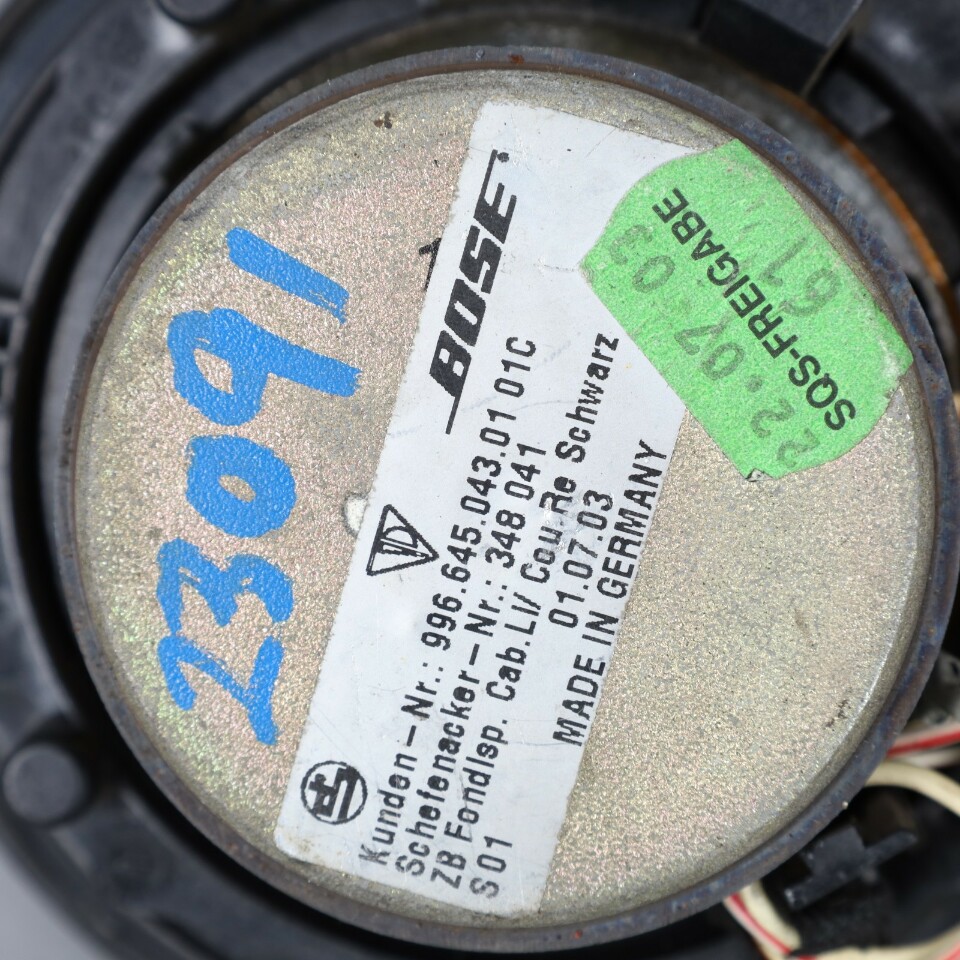 23091
BOSE
Kunden-Nr.: 996.645.043.01 01C
Schefenacker-Nr.: 348 041
ZB Fondlsp. Cab.LI/ Cou.Re Schwarz
S01 01.07.03
MADE IN GERMANY
SQS-FREIGABE
22.07.03